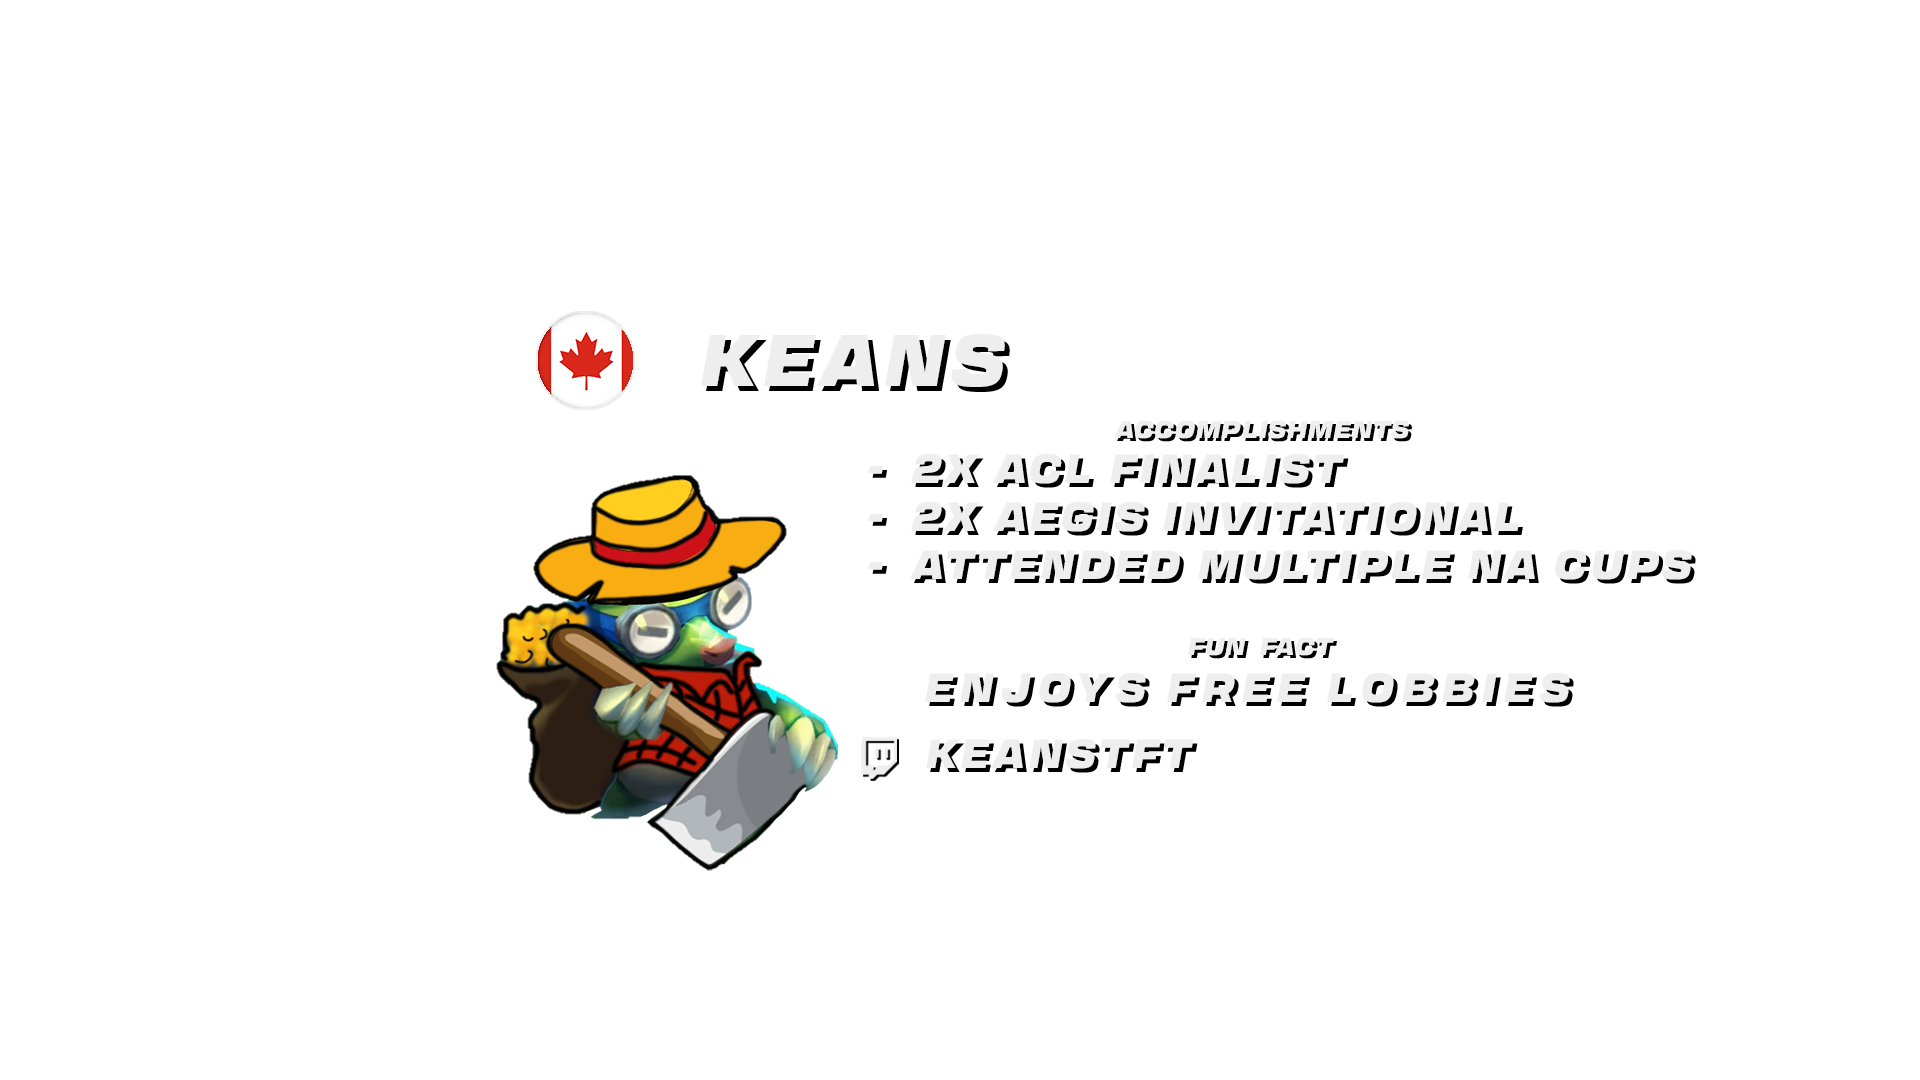 KEANS
ACCOMPLISHMENTS
- 2X ACL FINALIST
- 2X AEGIS INVITATIONAL
- ATTENDED MULTIPLE NA CUPS
FUN FACT
ENJOYS FREE LOBBIES
KEANSTFT